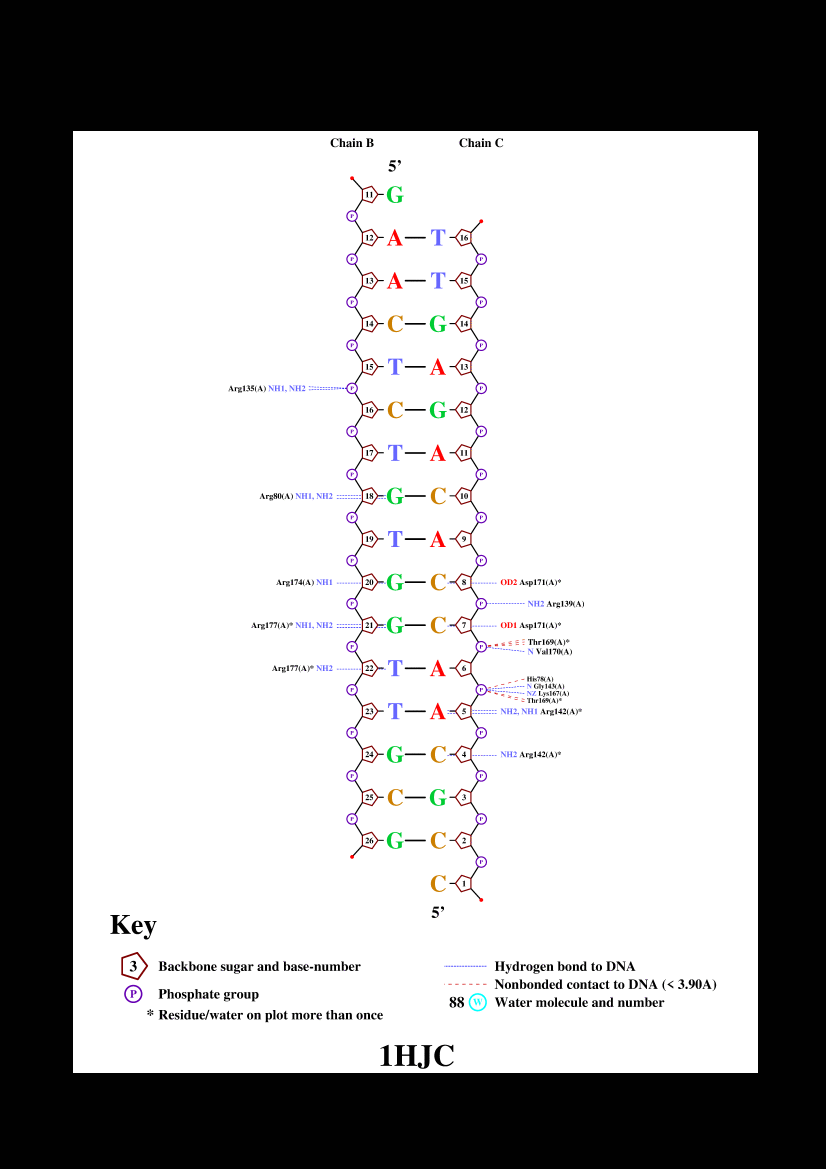 Chain B Chain C
5’
11 G
P
12 A T 16
P P
13 A T 15
P P
14 C G 14
P P
15 T A 13
Arg135(A) NH1, NH2 P P
16 C G 12
P P
17 T A 11
P P
Arg80(A) NH1, NH2 18 G C 10
P P
19 T A 9
P P
Arg174(A) NH1 20 G C 8 OD2 Asp171(A)*
P P NH2 Arg139(A)
Arg177(A)* NH1, NH2 21 G C 7 OD1 Asp171(A)*
Thr169(A)*
P P N Val170(A)
Arg177(A)* NH2 22 T A 6
His78(A)
N Gly143(A)
P P NZ Lys167(A)
Thr169(A)*
23 T A 5 NH2, NH1 Arg142(A)*
P P
24 G C 4 NH2 Arg142(A)*
P P
25 C G 3
P P
26 G C 2
P
C 1
5’
Key
3 Backbone sugar and base-number
P Phosphate group
* Residue/water on plot more than once
Hydrogen bond to DNA
Nonbonded contact to DNA (< 3.90A)
88 W Water molecule and number
1HJC